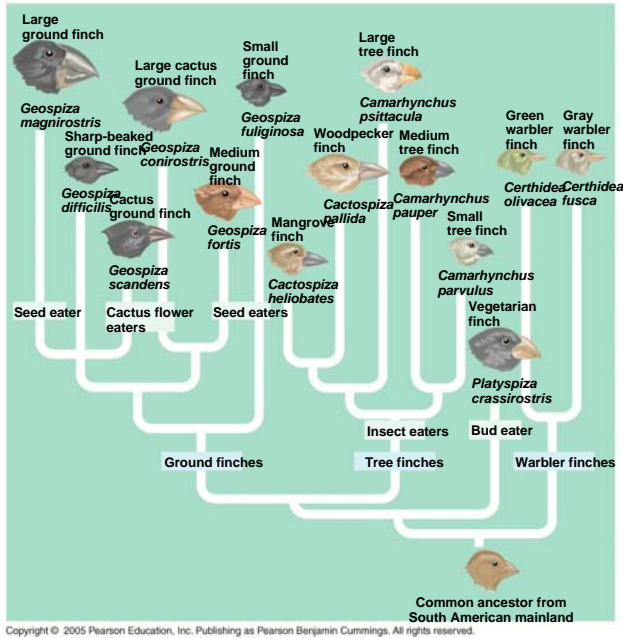 Large
ground finch
Geospiza
magnirostris
Large cactus
ground finch
Geospiza
conirostris
Small
ground
finch
Geospiza
fuliginosa
Large
tree finch
Camarhynchus
psittacula
Green
warbler
finch
Certhidea
olivacea
Gray
warbler
finch
Certhidea
fusca
Sharp-beaked
ground finch
Geospiza
difficilis
Cactus
ground finch
Geospiza
scandens
Medium
ground
finch
Geospiza
fortis
Woodpecker
finch
Cactospiza
pallida
Medium
tree finch
Camarhynchus
pauper
Mangrove
finch
Cactospiza
heliobates
Small
tree finch
Camarhynchus
parvulus
Vegetarian
finch
Platyspiza
crassirostris
Seed eater
Cactus flower
eaters
Seed eaters
Insect eaters
Bud eater
Ground finches
Tree finches
Warbler finches
Common ancestor from
South American mainland
Copyright © 2005 Pearson Education, Inc. Publishing as Pearson Benjamin Cummings. All rights reserved.